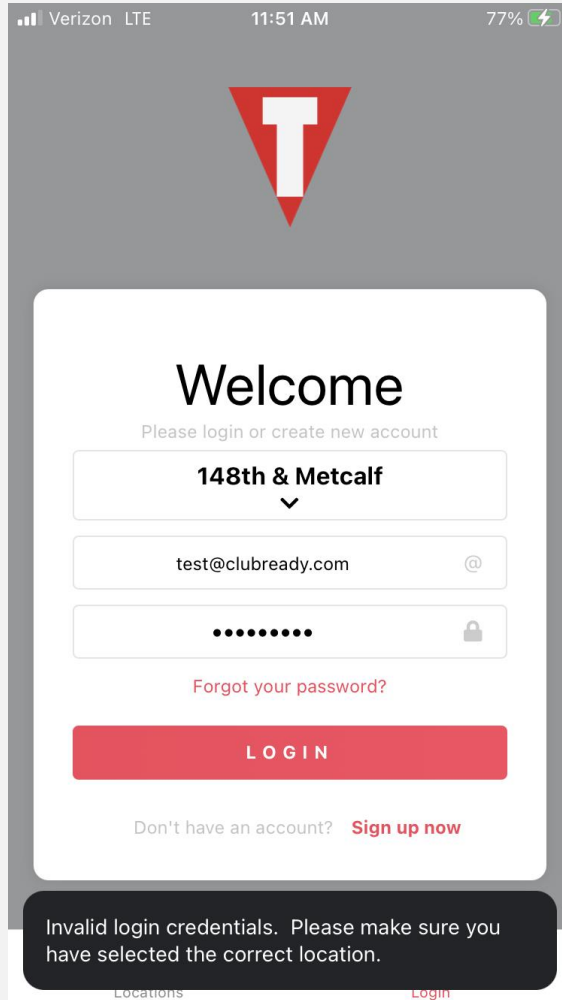 Verizon LTE 11:51 AM 77%
T
Welcome
Please login or create new account
148th & Metcalf
test@clubready.com @
•••••••••
Forgot your password?
LOGIN
Don't have an account? Sign up now
Invalid login credentials. Please make sure you
have selected the correct location.
Locations Login